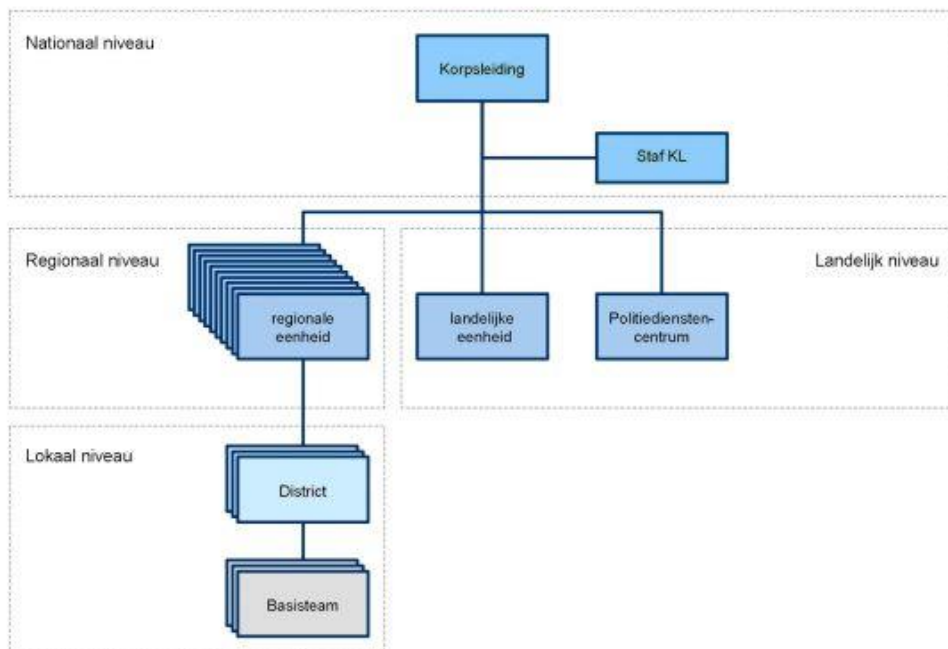 Nationaal niveau
Korpsleiding
Staf KL
Regionaal niveau
Landelijk niveau
regionale
eenheid
landelijke
eenheid
Politiediensten-
centrum
Lokaal niveau
District
Basisteam